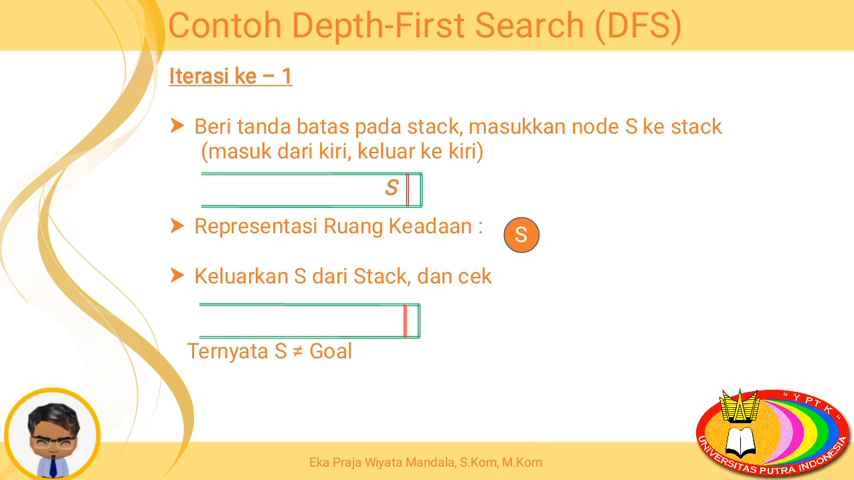 Contoh Depth-First Search (DFS)
Iterasi ke – 1
➤ Beri tanda batas pada stack, masukkan node S ke stack
(masuk dari kiri, keluar ke kiri)
S
➤ Representasi Ruang Keadaan :
S
➤ Keluarkan S dari Stack, dan cek
Ternyata S ≠ Goal
Eka Praja Wiyata Mandala, S.Kom, M.Kom
" Y P T K "
UNIVERSITAS PUTRA INDONESIA